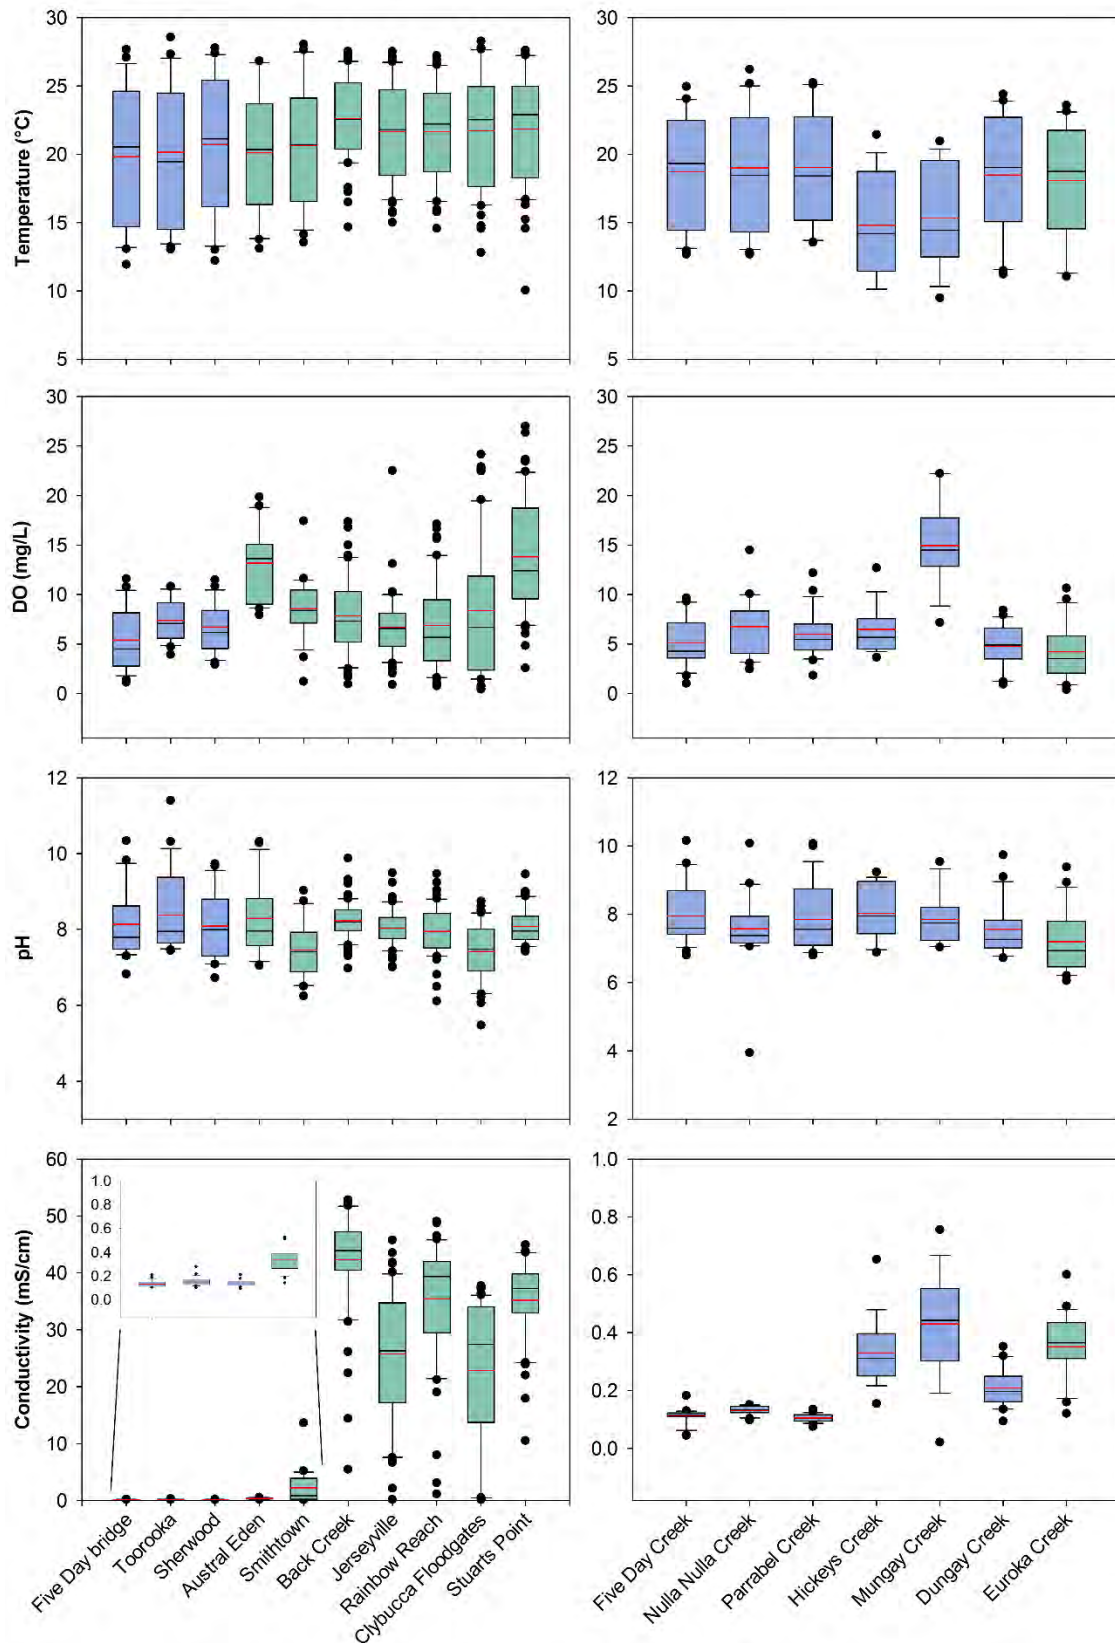 30
25
20
15
10
5
Temperature (°C)
30
25
20
15
10
5
30
25
20
15
10
5
0
DO (mg/L)
30
25
20
15
10
5
0
12
10
8
6
4
pH
12
10
8
6
4
2
60
50
40
30
20
10
0
Conductivity (mS/cm)
1.0
0.8
0.6
0.4
0.2
0.0
1.0
0.8
0.6
0.4
0.2
0.0
Five Day bridge
Toorooka
Sherwood
Austral Eden
Smithtown
Back Creek
Jerseyville
Rainbow Reach
Clybucca Floodgates
Stuarts Point
Five Day Creek
Nulla Nulla Creek
Parrabel Creek
Hickeys Creek
Mungay Creek
Dungay Creek
Euroka Creek